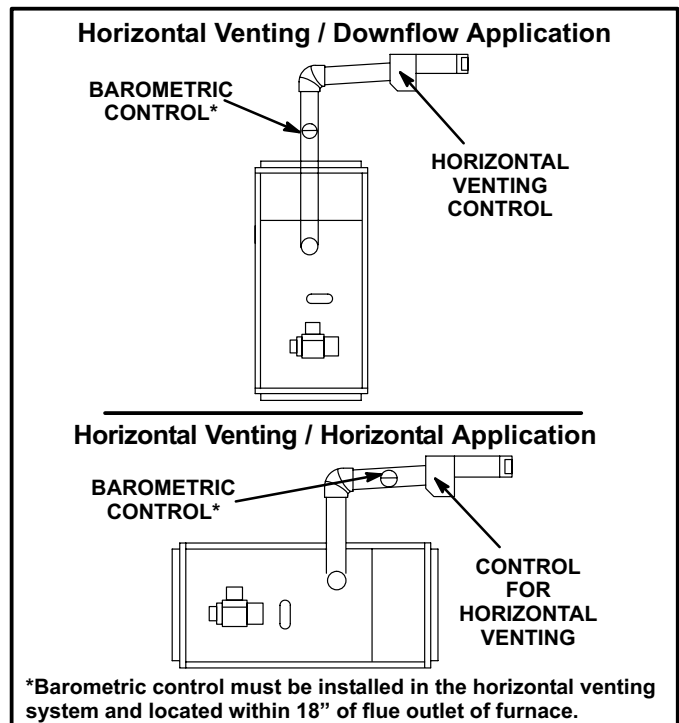 Horizontal Venting / Downflow Application
BAROMETRIC
CONTROL*
HORIZONTAL
VENTING
CONTROL
Horizontal Venting / Horizontal Application
BAROMETRIC
CONTROL*
CONTROL
FOR
HORIZONTAL
VENTING
*Barometric control must be installed in the horizontal venting
system and located within 18” of flue outlet of furnace.